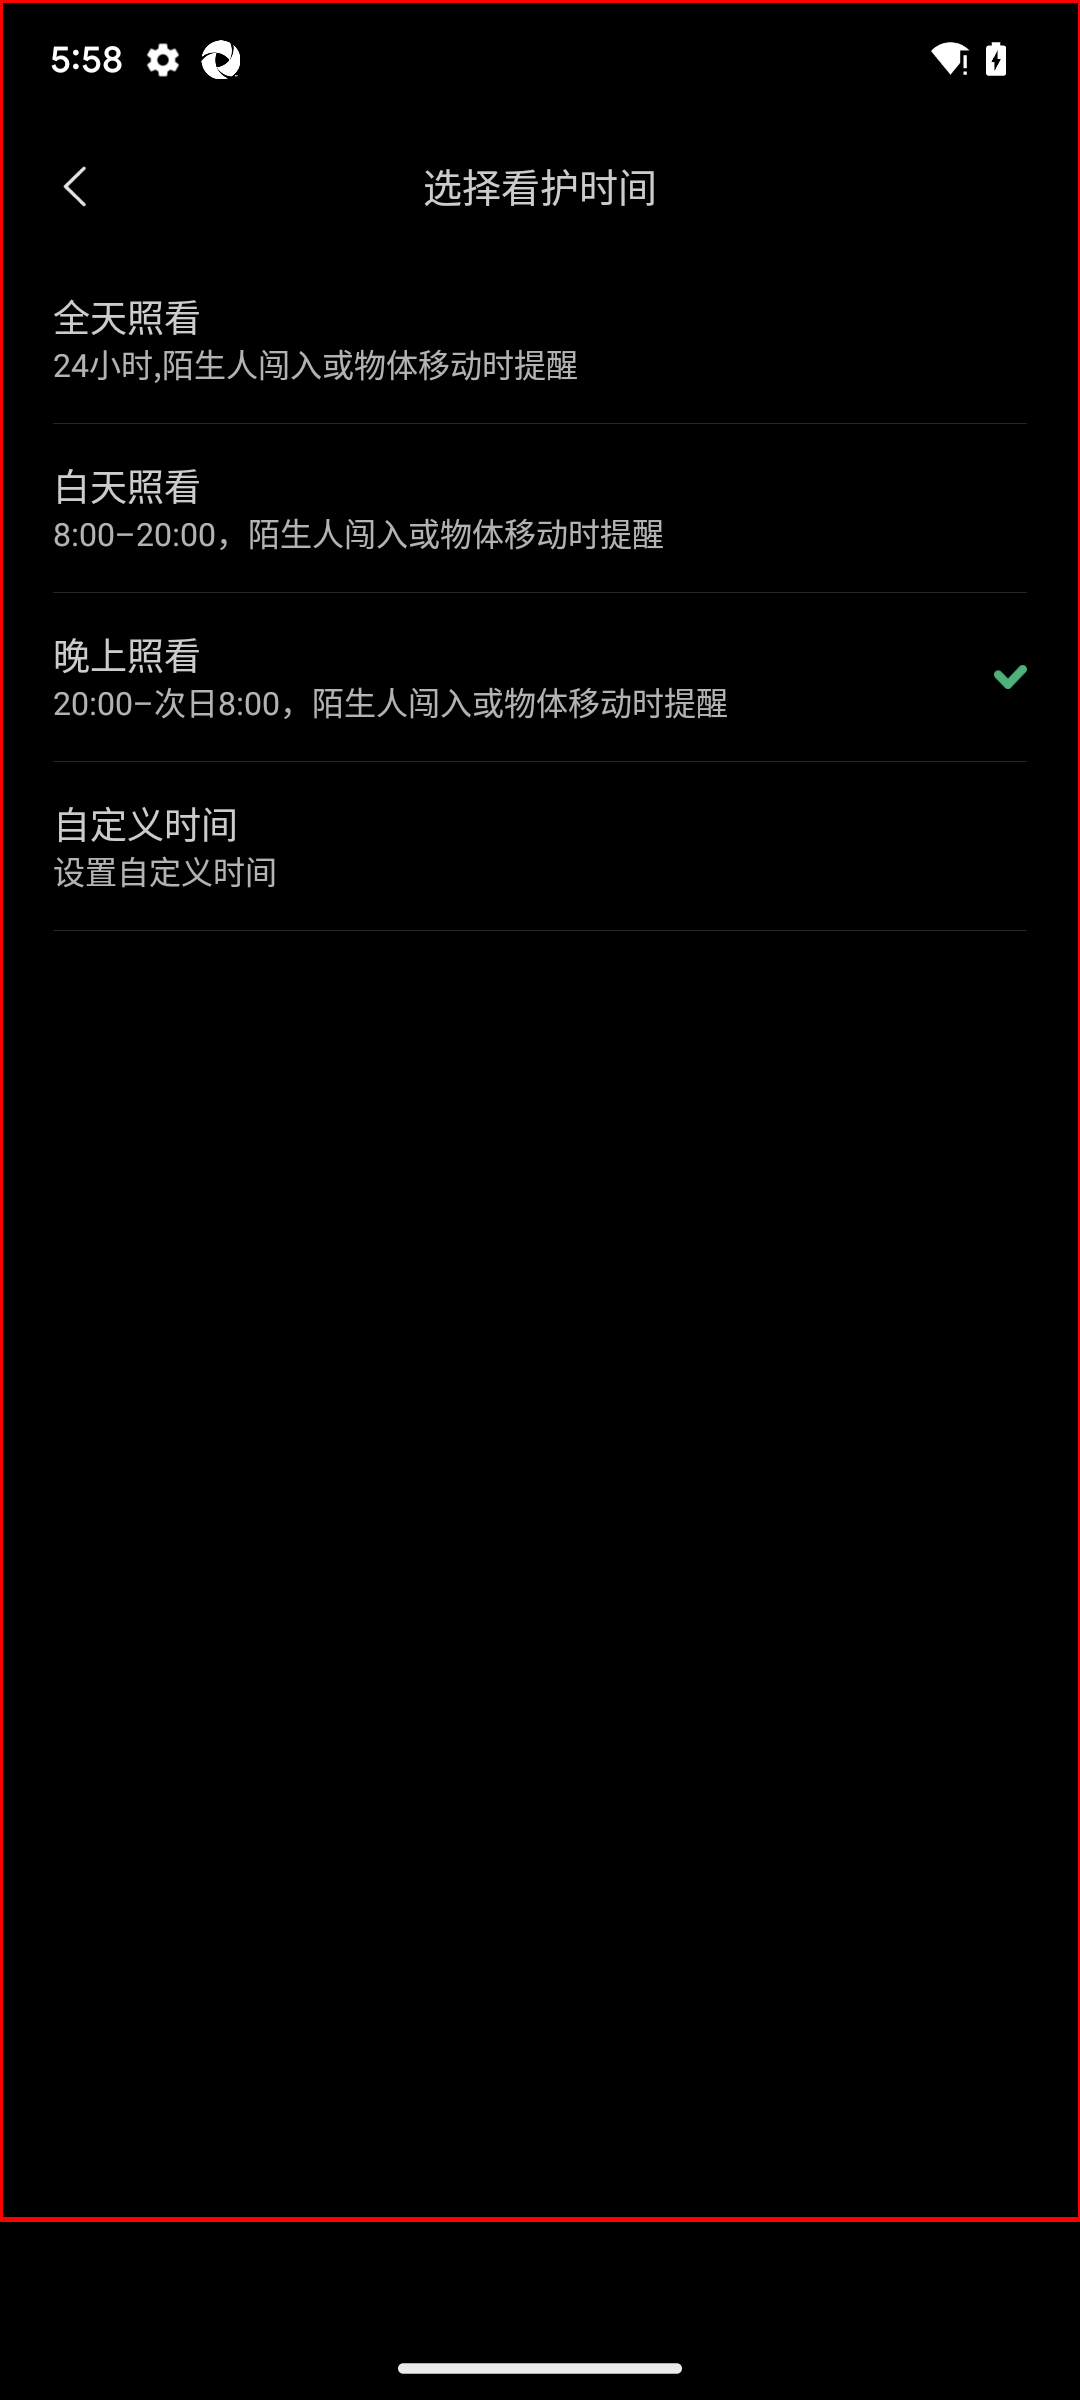 5:58
选择看护时间
全天照看
24小时,陌生人闯入或物体移动时提醒
白天照看
8:00–20:00，陌生人闯入或物体移动时提醒
晚上照看
20:00–次日8:00，陌生人闯入或物体移动时提醒
自定义时间
设置自定义时间